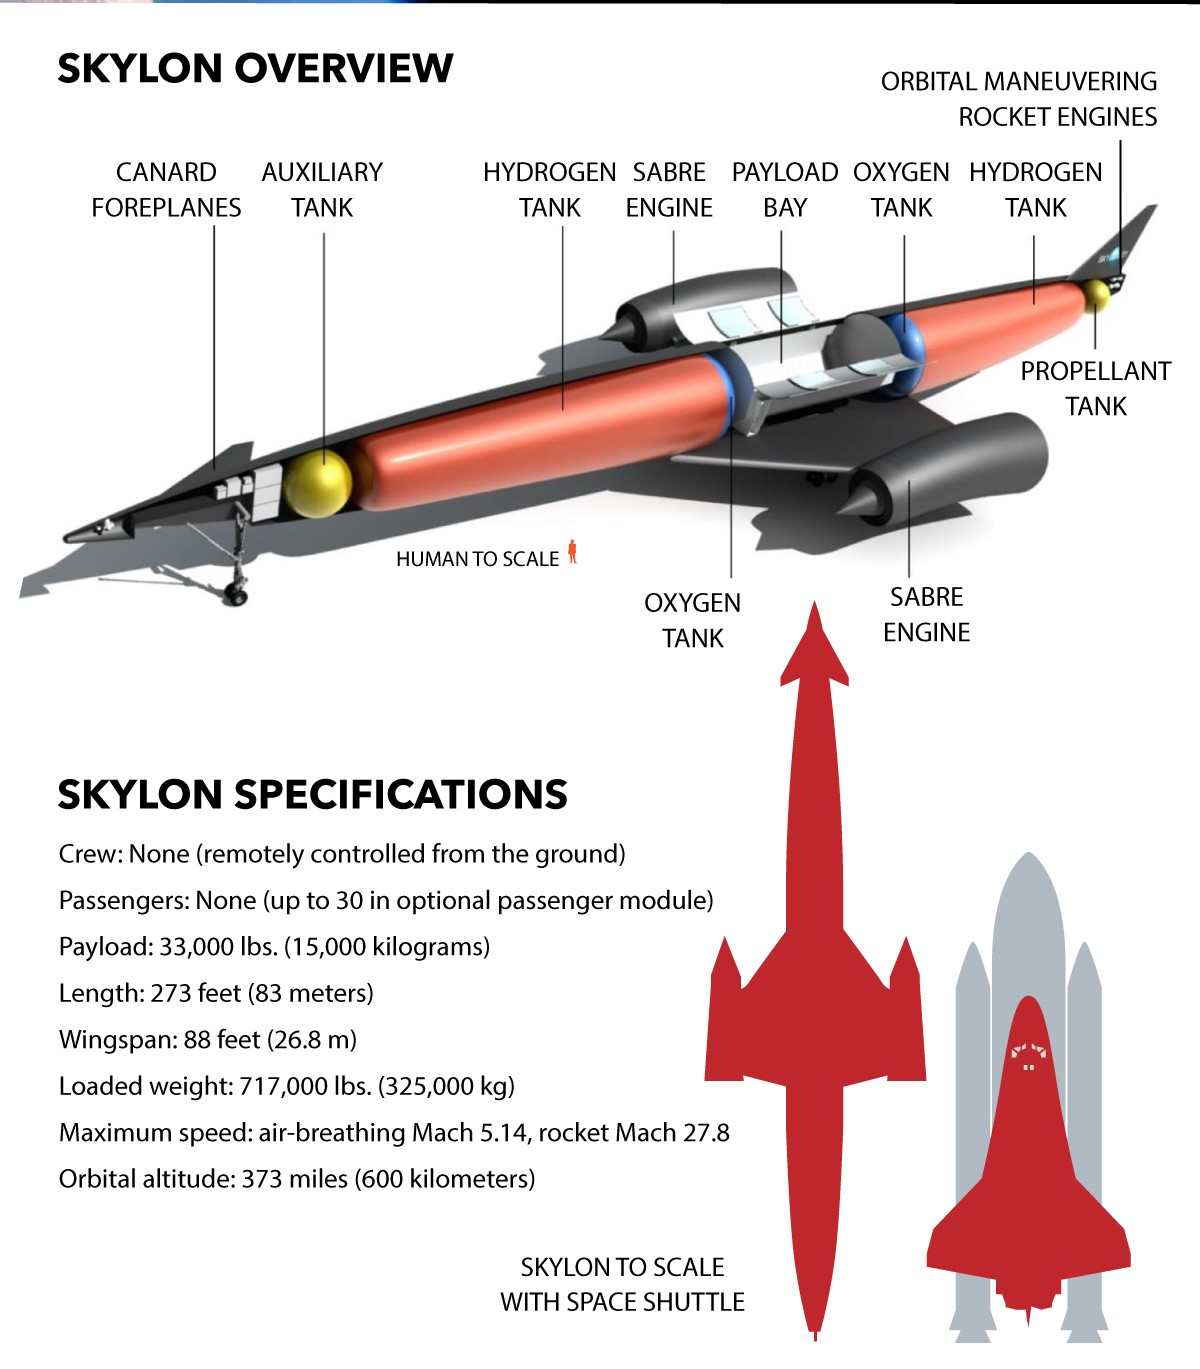 SKYLON OVERVIEW
ORBITAL MANEUVERING
ROCKET ENGINES
CANARD
FOREPLANES
AUXILIARY
TANK
HYDROGEN
TANK
SABRE
ENGINE
PAYLOAD
BAY
OXYGEN
TANK
HYDROGEN
TANK
PROPELLANT
TANK
HUMAN TO SCALE
OXYGEN
TANK
SABRE
ENGINE
SKYLON SPECIFICATIONS
Crew: None (remotely controlled from the ground)
Passengers: None (up to 30 in optional passenger module)
Payload: 33,000 lbs. (15,000 kilograms)
Length: 273 feet (83 meters)
Wingspan: 88 feet (26.8 m)
Loaded weight: 717,000 lbs. (325,000 kg)
Maximum speed: air-breathing Mach 5.14, rocket Mach 27.8
Orbital altitude: 373 miles (600 kilometers)
SKYLON TO SCALE
WITH SPACE SHUTTLE